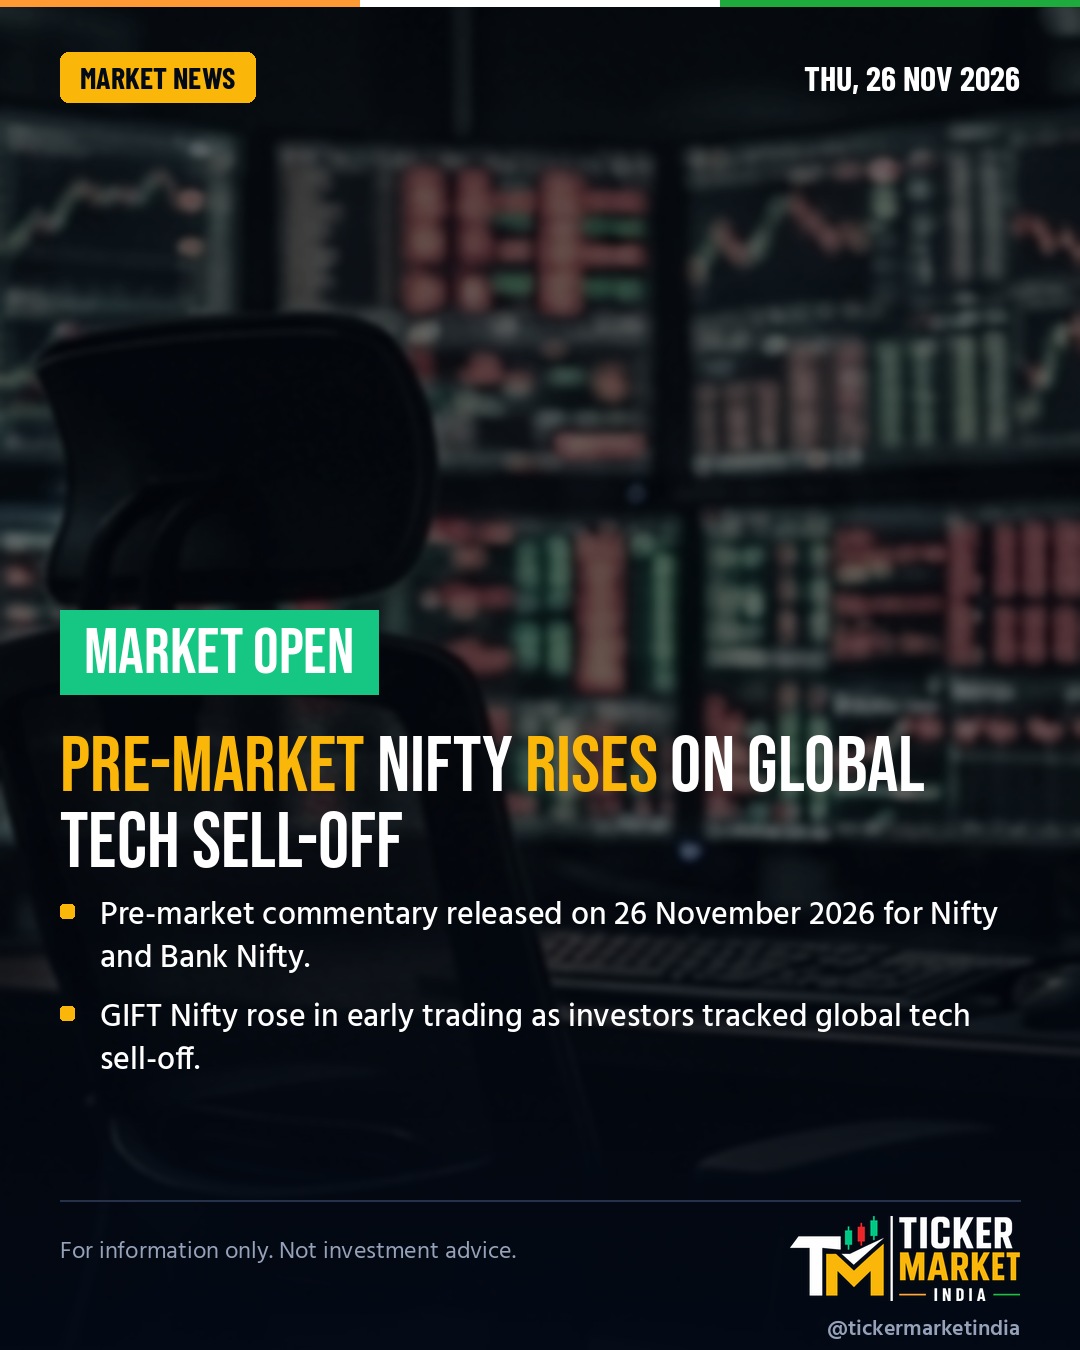 MARKET NEWS
THU, 26 NOV 2026
MARKET OPEN
PRE-MARKET NIFTY RISES ON GLOBAL
TECH SELL-OFF
Pre-market commentary released on 26 November 2026 for Nifty
and Bank Nifty.
GIFT Nifty rose in early trading as investors tracked global tech
sell-off.
For information only. Not investment advice.
TM
TICKER
MARKET
INDIA
@tickermarketindia